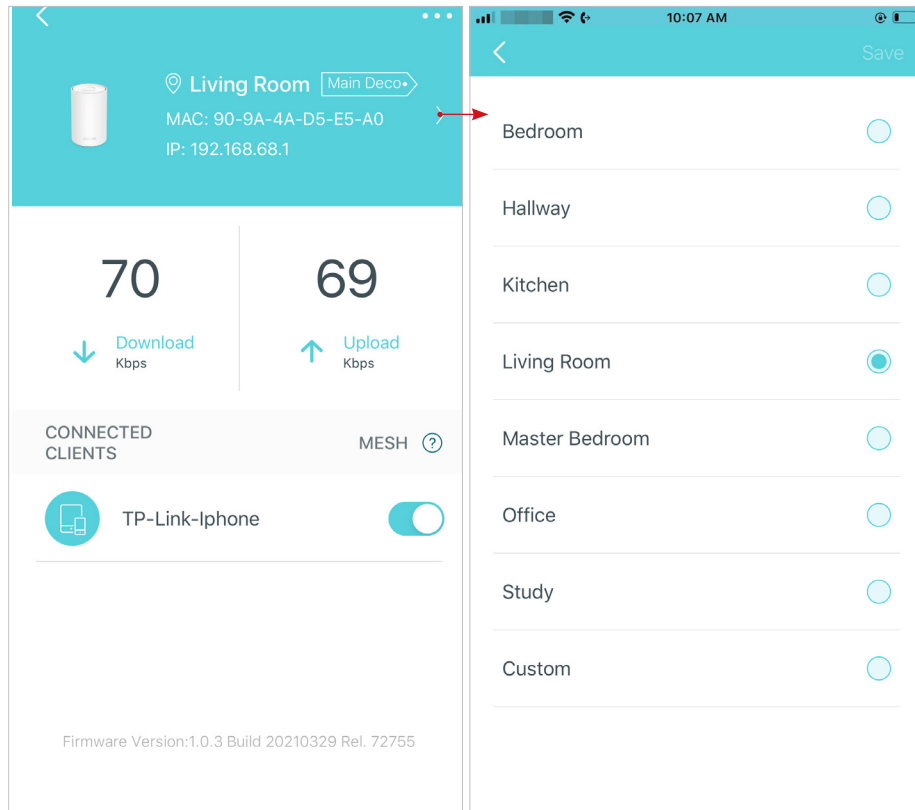 Living Room Main Deco
MAC: 90-9A-4A-D5-E5-A0
IP: 192.168.68.1
70
69
Download
Kbps
Upload
Kbps
CONNECTED
CLIENTS
MESH ?
TP-Link-Iphone
Firmware Version:1.0.3 Build 20210329 Rel. 72755
10:07 AM
Save
Bedroom
Hallway
Kitchen
Living Room
Master Bedroom
Office
Study
Custom